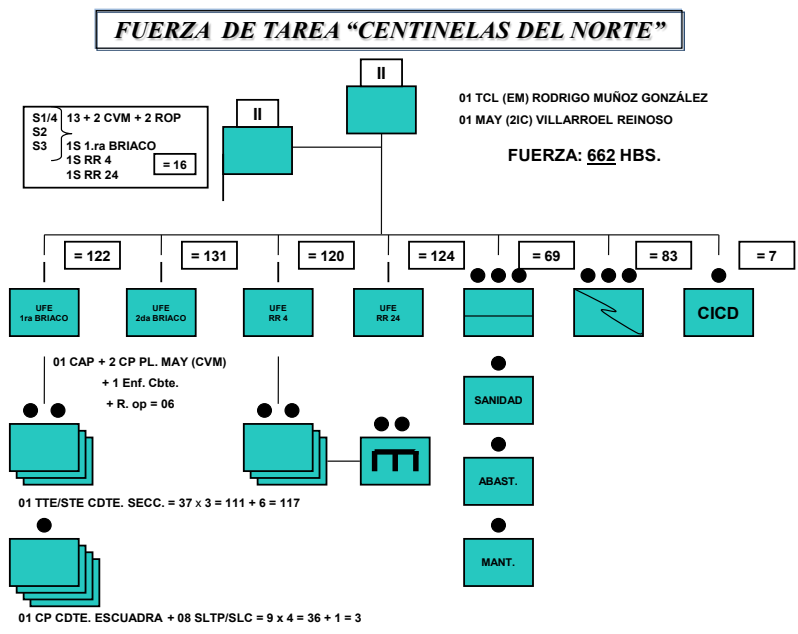 FUERZA DE TAREA “CENTINELAS DEL NORTE”
II
II
01 TCL (EM) RODRIGO MUÑOZ GONZÁLEZ
01 MAY (2IC) VILLARROEL REINOSO
FUERZA: 662 HBS.
S1/4 13 + 2 CVM + 2 ROP
S2
S3 1S 1.ra BRIACO
1S RR 4
1S RR 24
= 16
= 122
= 131
= 120
= 124
= 69
= 83
= 7
UFE
1ra BRIACO
UFE
2da BRIACO
UFE
RR 4
UFE
RR 24
CICD
01 CAP + 2 CP PL. MAY (CVM)
+ 1 Enf. Cbte.
+ R. op = 06
SANIDAD
ABAST.
MANT.
01 TTE/STE CDTE. SECC. = 37 x 3 = 111 + 6 = 117
01 CP CDTE. ESCUADRA + 08 SLTP/SLC = 9 x 4 = 36 + 1 = 3